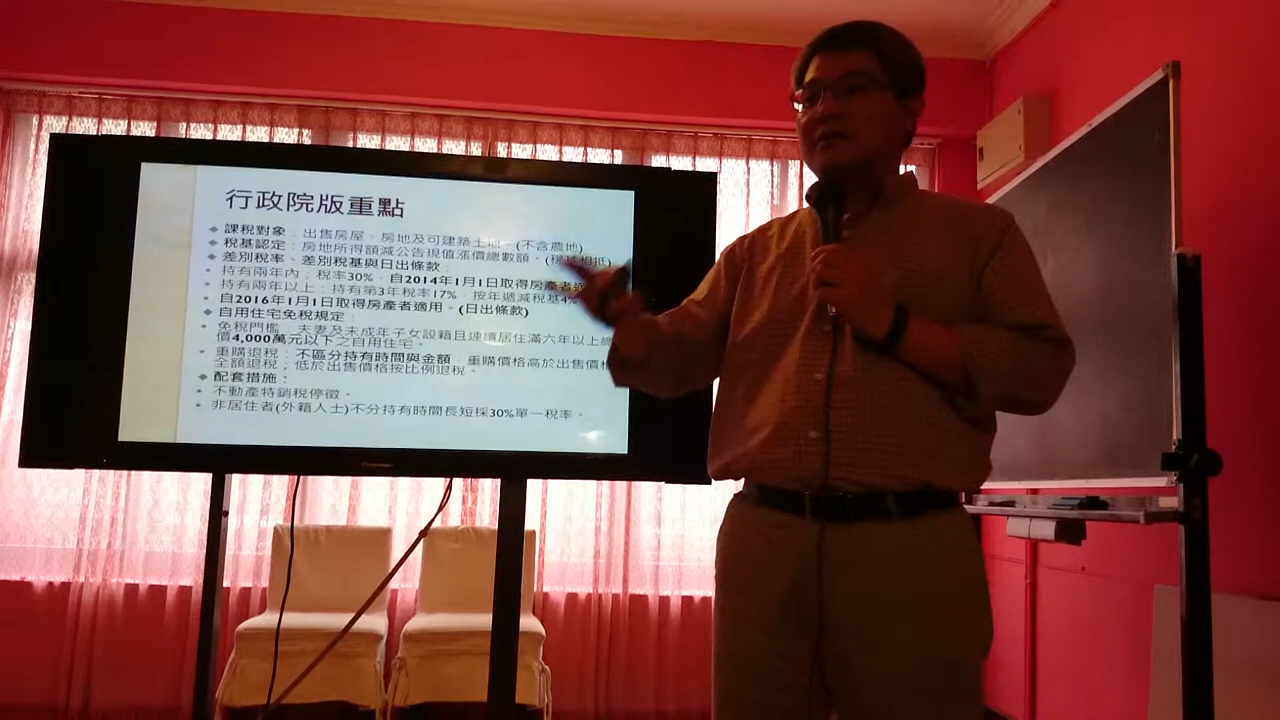 行政院版重點
◆ 課稅對象：出售房屋、房地及可建築土地。(不含農地)
◆ 稅基認定：房地所得額減公告現值漲價總數額。(稅基相抵)
◆ 差別稅率、差別稅基與日出條款：
• 持有兩年內：稅率30%。自2014年1月1日取得房產者適
• 持有兩年以上：持有第3年稅率17%。按年遞減稅基4%
• 自2016年1月1日取得房產者適用。(日出條款)
◆ 自用住宅免稅規定：
• 免稅門檻：夫妻及未成年子女設籍且連續居住滿六年以上
價4,000萬元以下之自用住宅。
• 重購退稅：不區分持有時間與金額，重購價格高於出售價
全額退稅；低於出售價格按比例退稅。
◆ 配套措施：
• 不動產特銷稅停徵。
• 非居住者(外籍人士)不分持有時間長短採30%單一稅率。